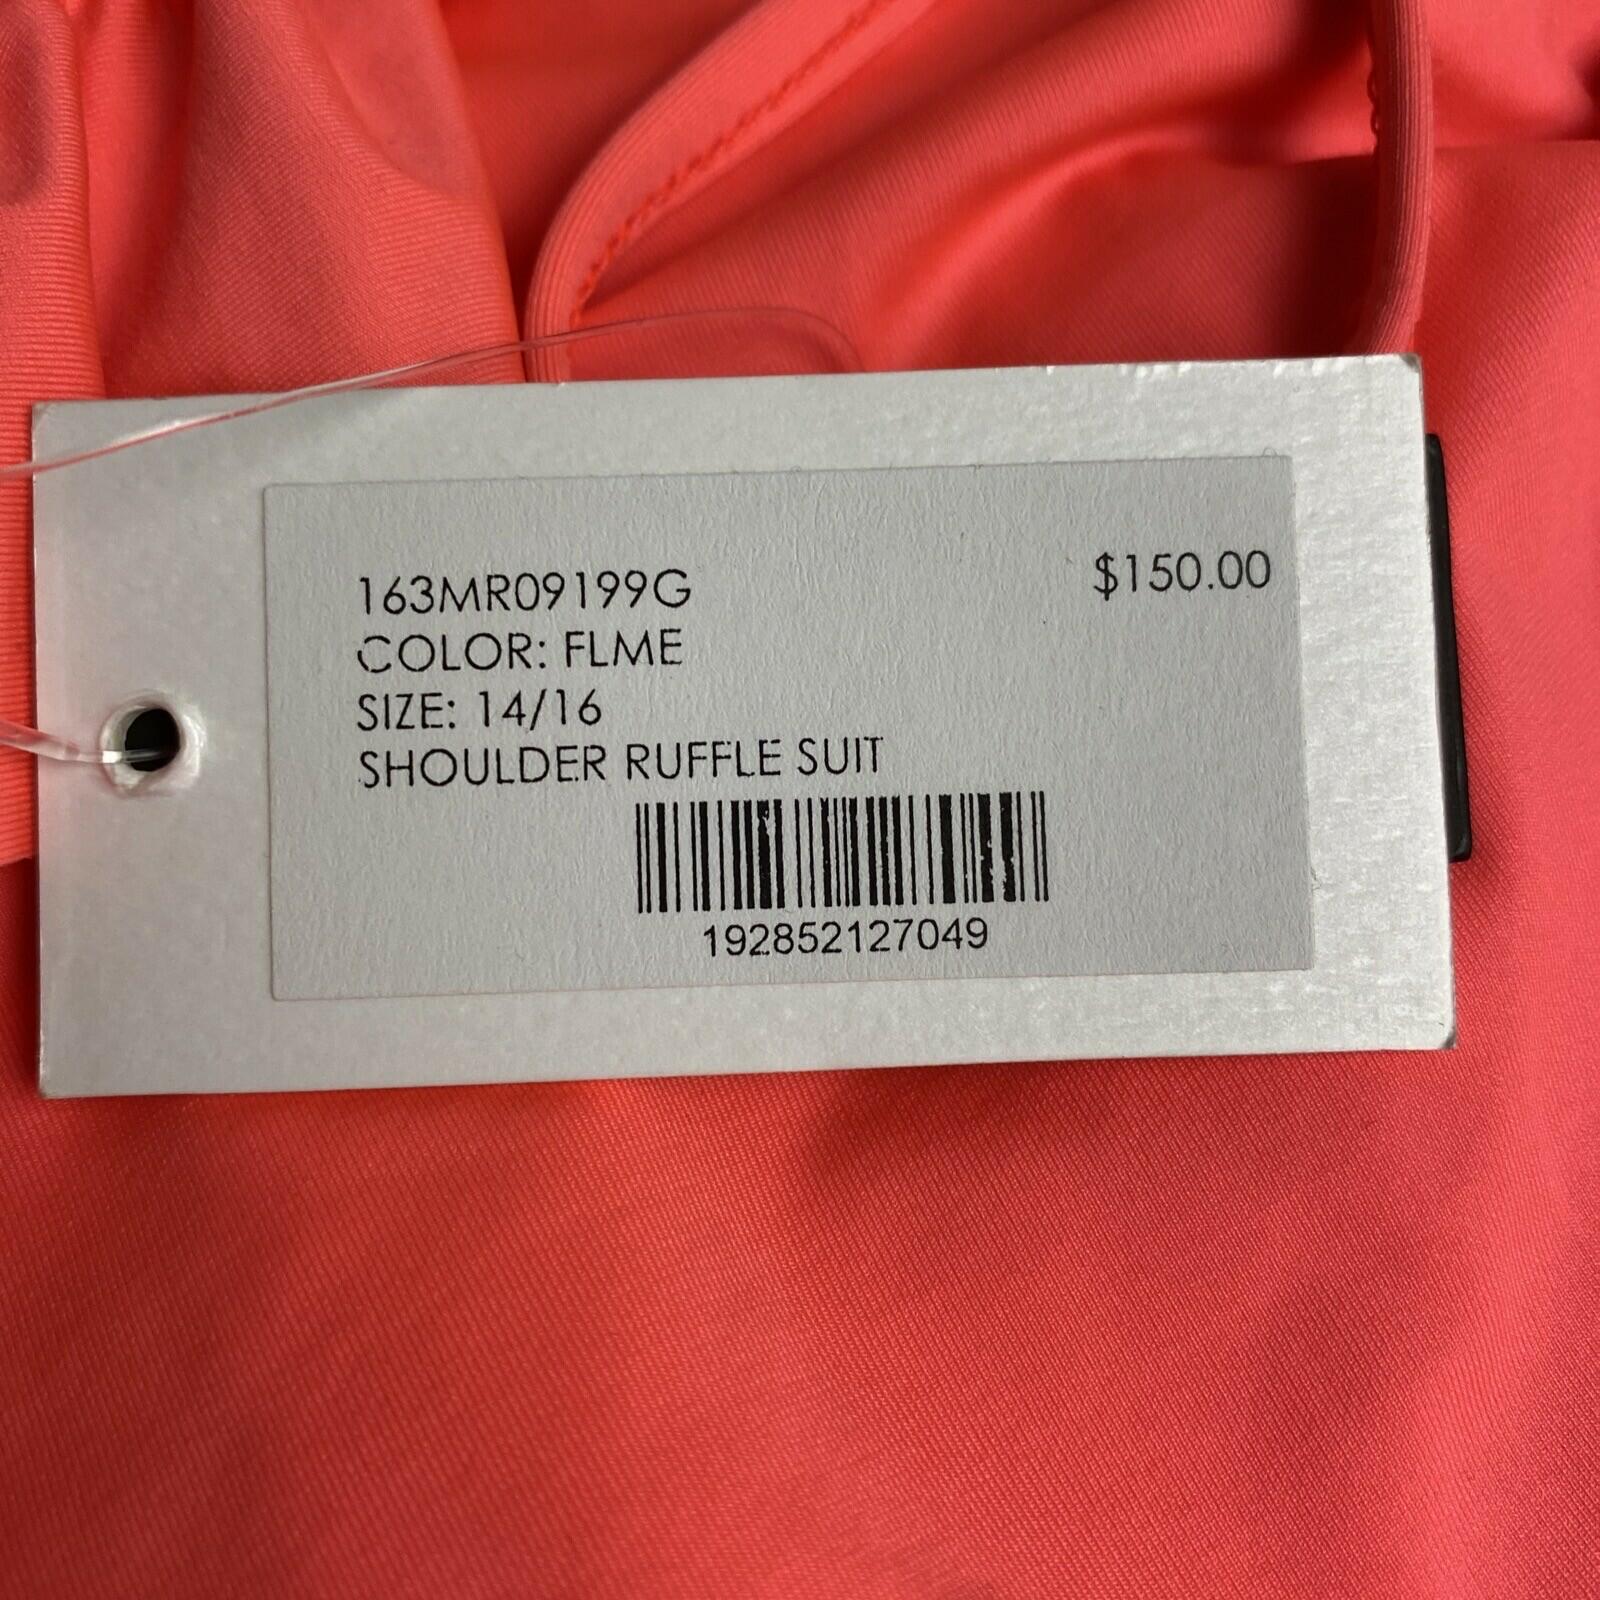 163MR09199G $150.00
COLOR: FLME
SIZE: 14/16
SHOULDER RUFFLE SUIT
192852127049